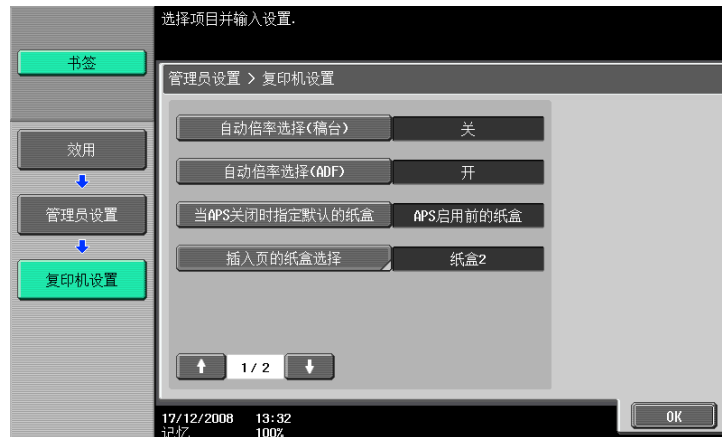 选择项目并输入设置.
书签
管理员设置 > 复印机设置
自动倍率选择(稿台) 关
效用
自动倍率选择(ADF) 开
管理员设置
当APS关闭时指定默认的纸盒 APS启用前的纸盒
插入页的纸盒选择 纸盒2
复印机设置
1/2
17/12/2008 13:32
记忆 100%
OK